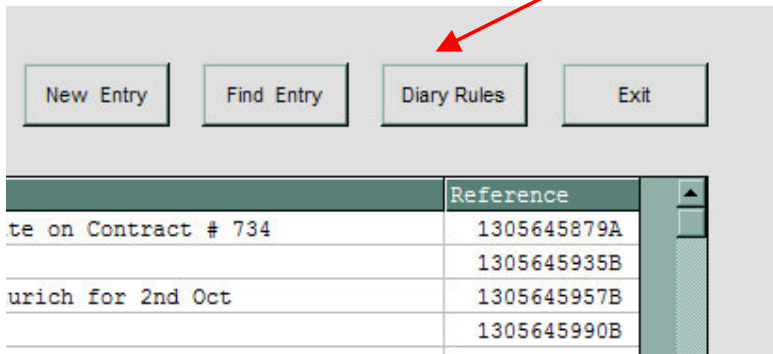 New Entry Find Entry Diary Rules Exit
Reference
te on Contract # 734 1305645879A
1305645935B
urich for 2nd Oct 1305645957B
1305645990B